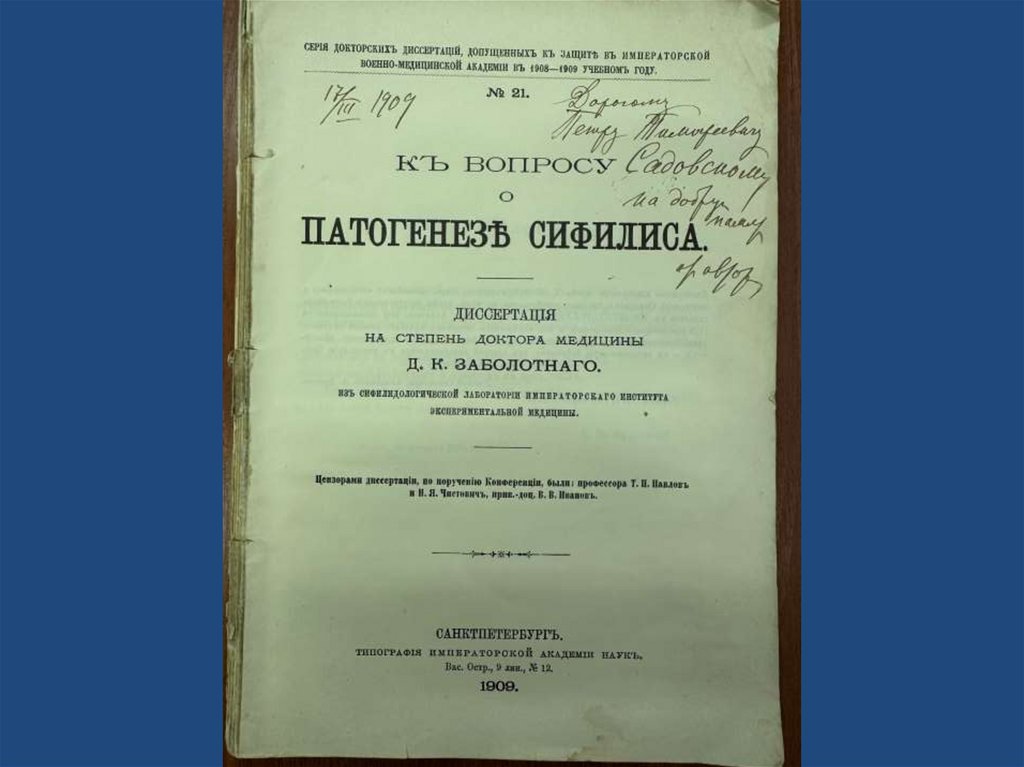 СЕРІЯ ДОКТОРСКИХЪ ДИССЕРТАЦІЙ, ДОПУЩЕННЫХЪ КЪ ЗАЩИТѢ ВЪ ИМПЕРАТОРСКОЙ
ВОЕННО-МЕДИЦИНСКОЙ АКАДЕМІИ ВЪ 1908—1909 УЧЕБНОМЪ ГОДУ.
№ 21.
17/III 1909
Дорогому
Петру Тимофеевичу
Садовскому
на добрую
память
от автора
КЪ ВОПРОСУ
О
ПАТОГЕНЕЗѢ СИФИЛИСА.
ДИССЕРТАЦІЯ
НА СТЕПЕНЬ ДОКТОРА МЕДИЦИНЫ
Д. К. ЗАБОЛОТНАГО.
ИЗЪ СИФИЛИДОЛОГИЧЕСКОЙ ЛАБОРАТОРІИ ИМПЕРАТОРСКАГО ИНСТИТУТА
ЭКСПЕРИМЕНТАЛЬНОЙ МЕДИЦИНЫ.
Цензорами диссертаціи, по порученію Конференціи, были: профессора Т. П. Павловъ
и Н. Я. Чистовичъ, прив.-доц. В. В. Ивановъ.
САНКТПЕТЕРБУРГЪ.
ТИПОГРАФІЯ ИМПЕРАТОРСКОЙ АКАДЕМІИ НАУКЪ.
Вас. Остр., 9 лин., № 12.
1909.